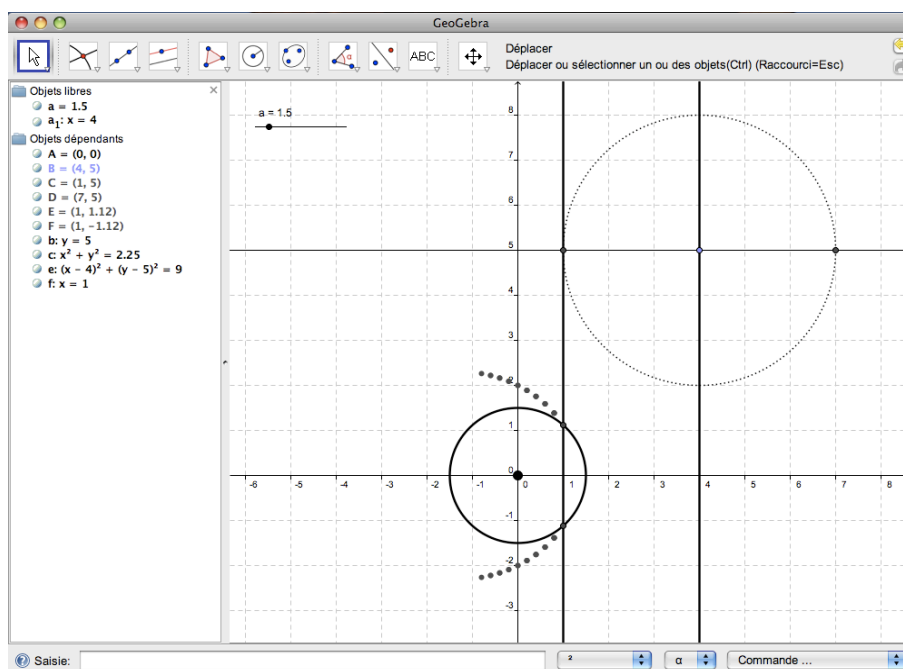 GeoGebra
ABC
Déplacer
Déplacer ou sélectionner un ou des objets(Ctrl) (Raccourci=Esc)
Objets libres
a = 1.5
a₁: x = 4
Objets dépendants
A = (0, 0)
B = (4, 5)
C = (1, 5)
D = (7, 5)
E = (1, 1.12)
F = (1, -1.12)
b: y = 5
c: x² + y² = 2.25
e: (x - 4)² + (y - 5)² = 9
f: x = 1
a = 1.5
8
7
6
5
4
3
2
1
0
-6 -5 -4 -3 -2 -1 0 1 2 3 4 5 6 7 8
-1
-2
-3
Saisie:
²
α
Commande ...